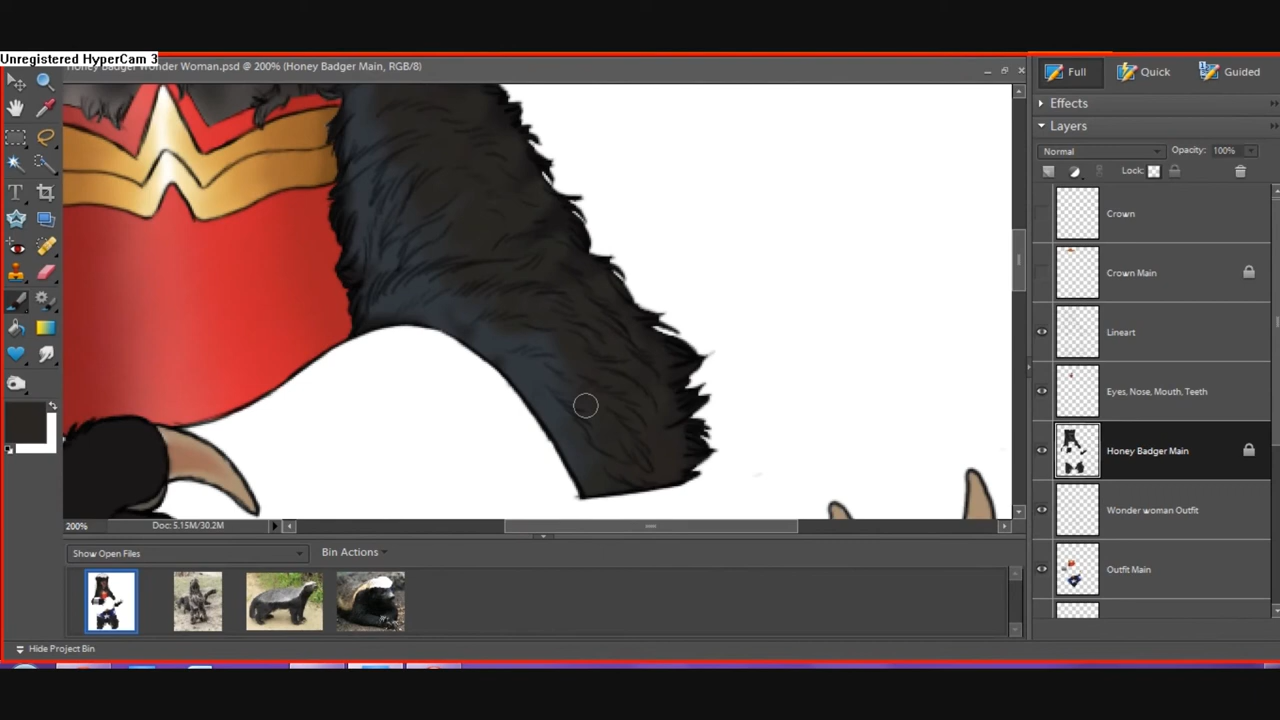 Unregistered HyperCam 3
Honey Badger Wonder Woman.psd @ 200% (Honey Badger Main, RGB/8)
Full
Quick
Guided
Effects
Layers
Normal
Opacity: 100%
Lock:
Crown
Crown Main
Lineart
Eyes, Nose, Mouth, Teeth
Honey Badger Main
Wonder woman Outfit
Outfit Main
200%
Doc: 5.15M/30.2M
Show Open Files
Bin Actions
Hide Project Bin